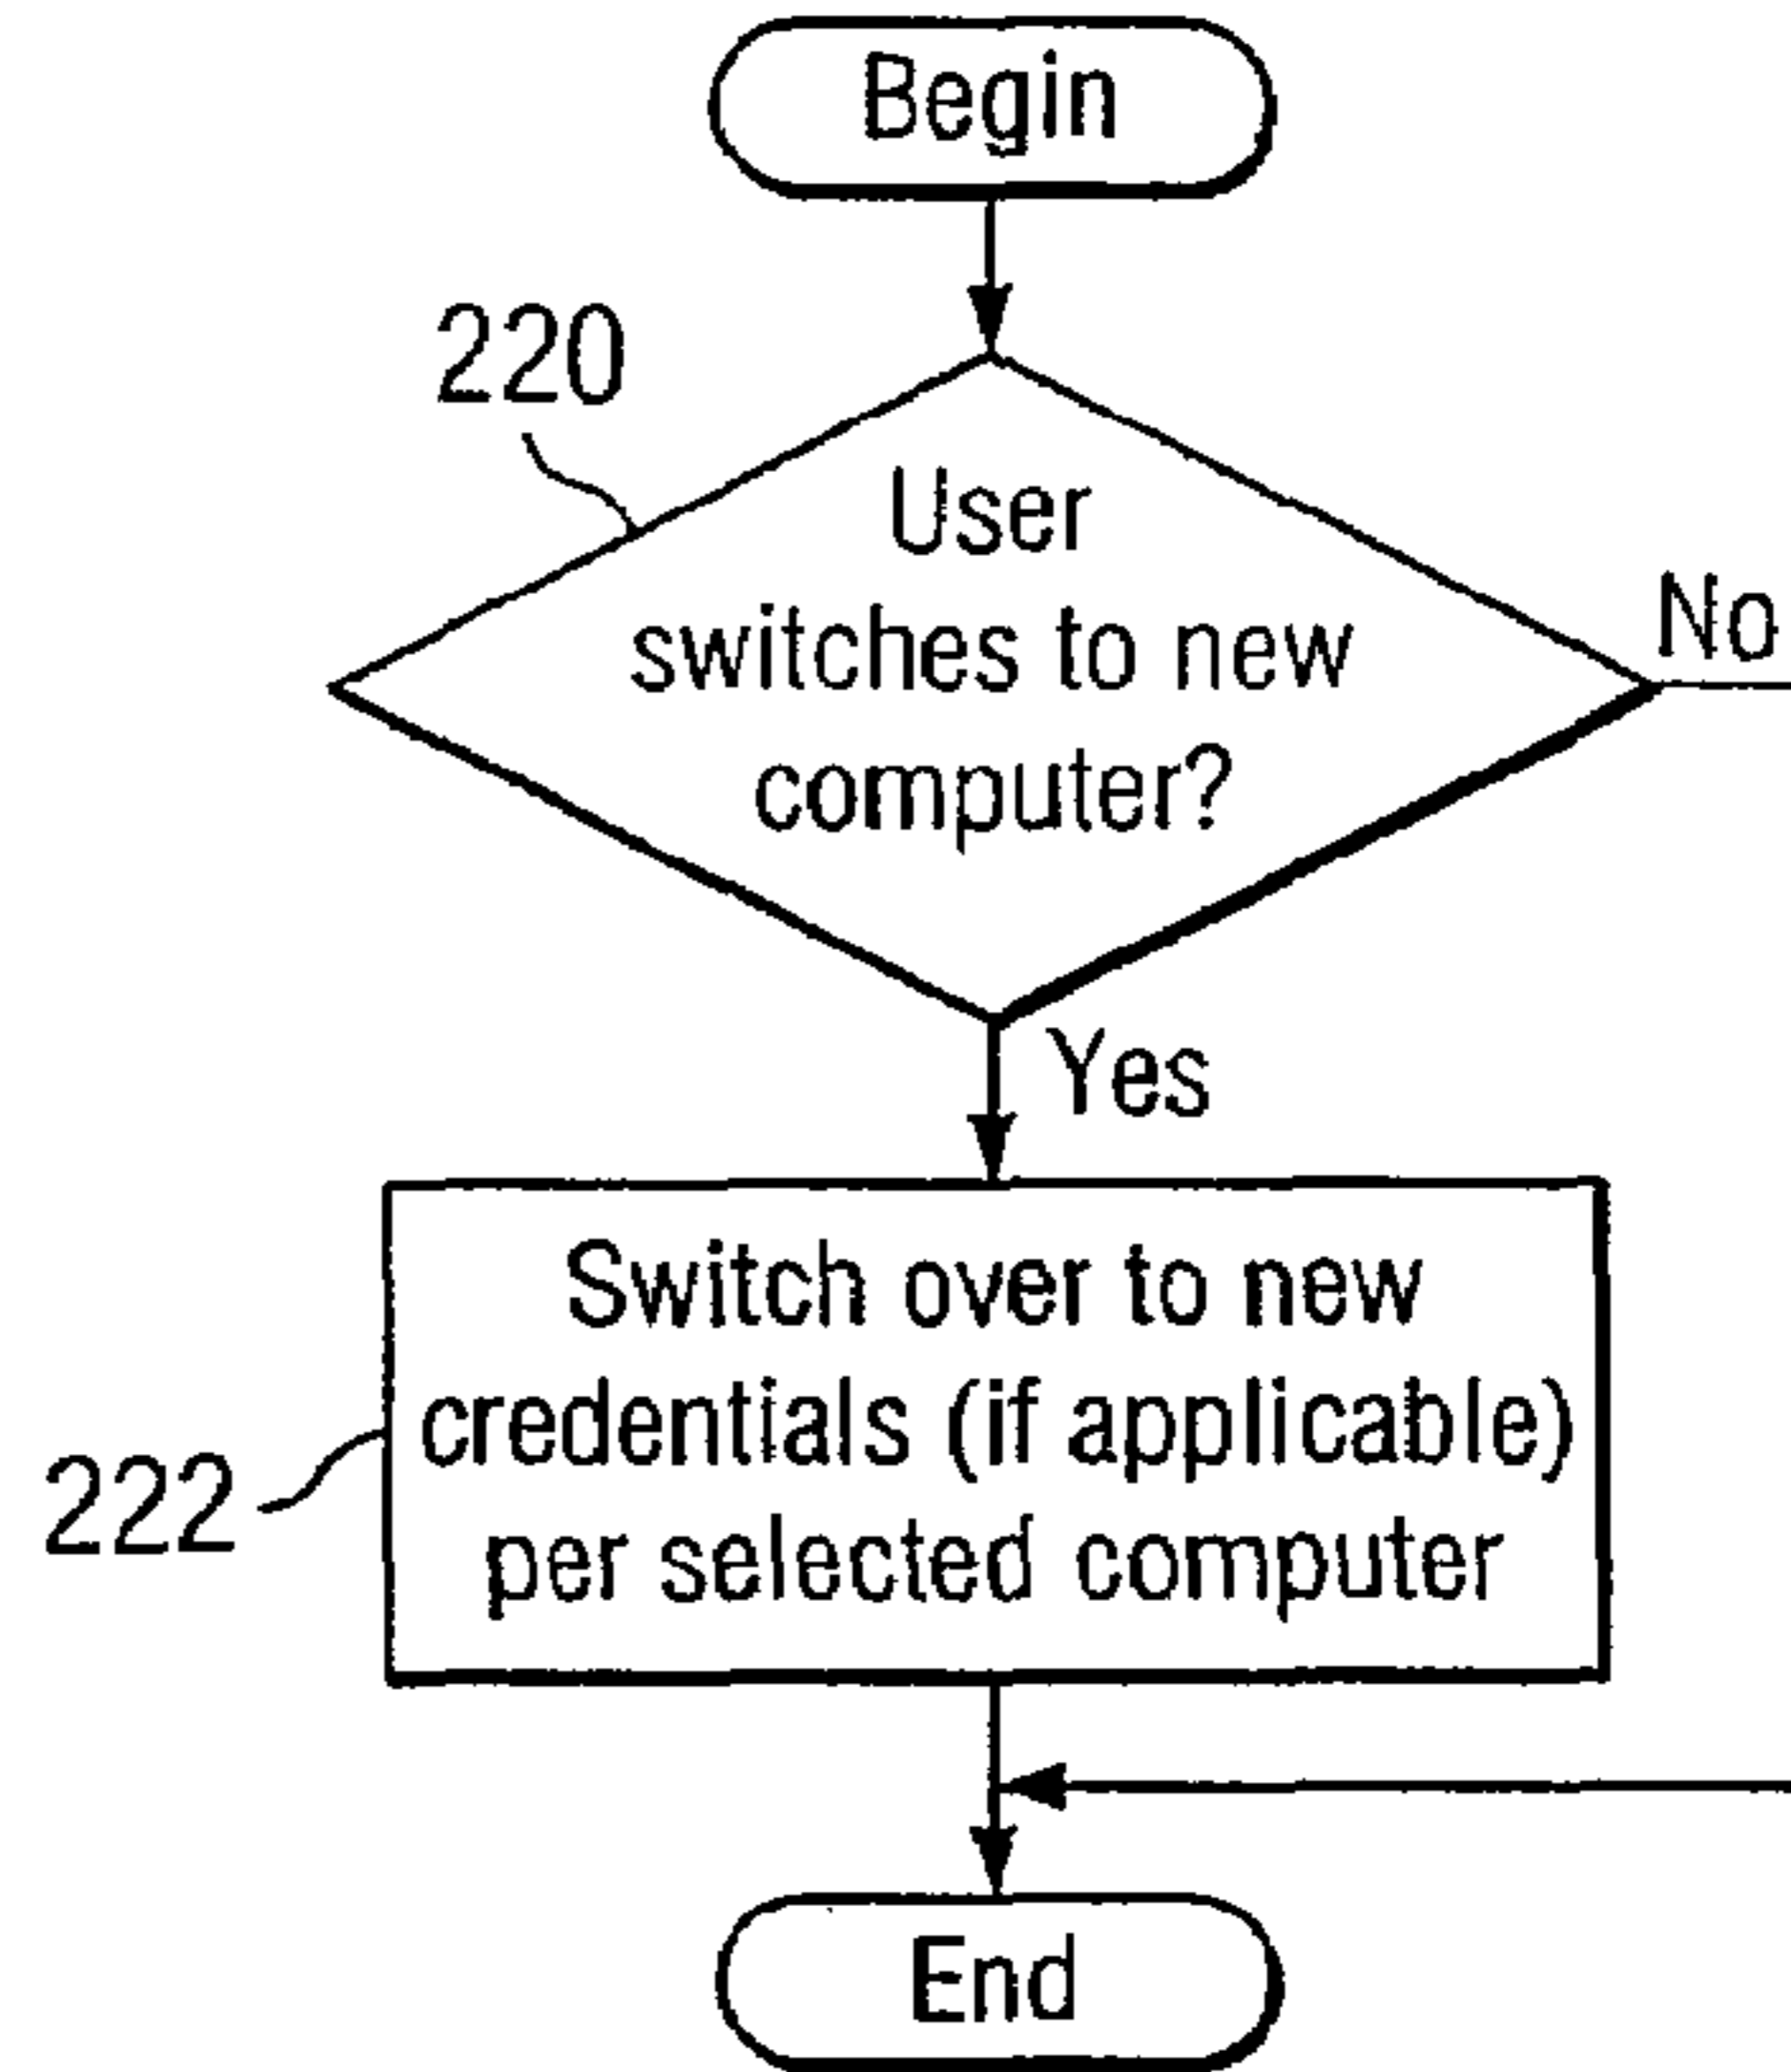 Begin
220
User
switches to new
computer?
No
Yes
Switch over to new
credentials (if applicable)
per selected computer
222
End